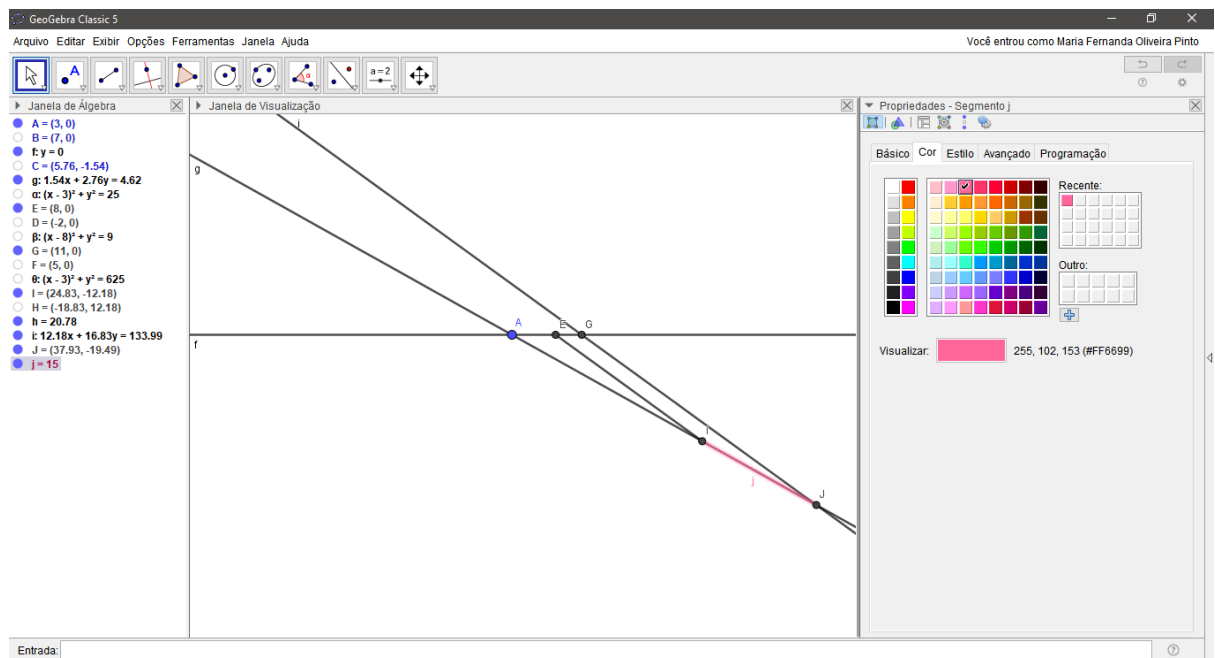 GeoGebra Classic 5
Arquivo Editar Exibir Opções Ferramentas Janela Ajuda
Você entrou como Maria Fernanda Oliveira Pinto
A
a=2
Janela de Álgebra
Janela de Visualização
Propriedades - Segmento j
A = (3, 0)
B = (7, 0)
f: y = 0
C = (5.76, -1.54)
g: 1.54x + 2.76y = 4.62
α: (x - 3)² + y² = 25
E = (8, 0)
D = (-2, 0)
β: (x - 8)² + y² = 9
G = (11, 0)
F = (5, 0)
θ: (x - 3)² + y² = 625
I = (24.83, -12.18)
H = (-18.83, 12.18)
h = 20.78
i: 12.18x + 16.83y = 133.99
J = (37.93, -19.49)
j = 15
i
g
A
E
G
f
I
j
J
Básico Cor Estilo Avançado Programação
Recente:
Outro:
Visualizar: 255, 102, 153 (#FF6699)
Entrada: